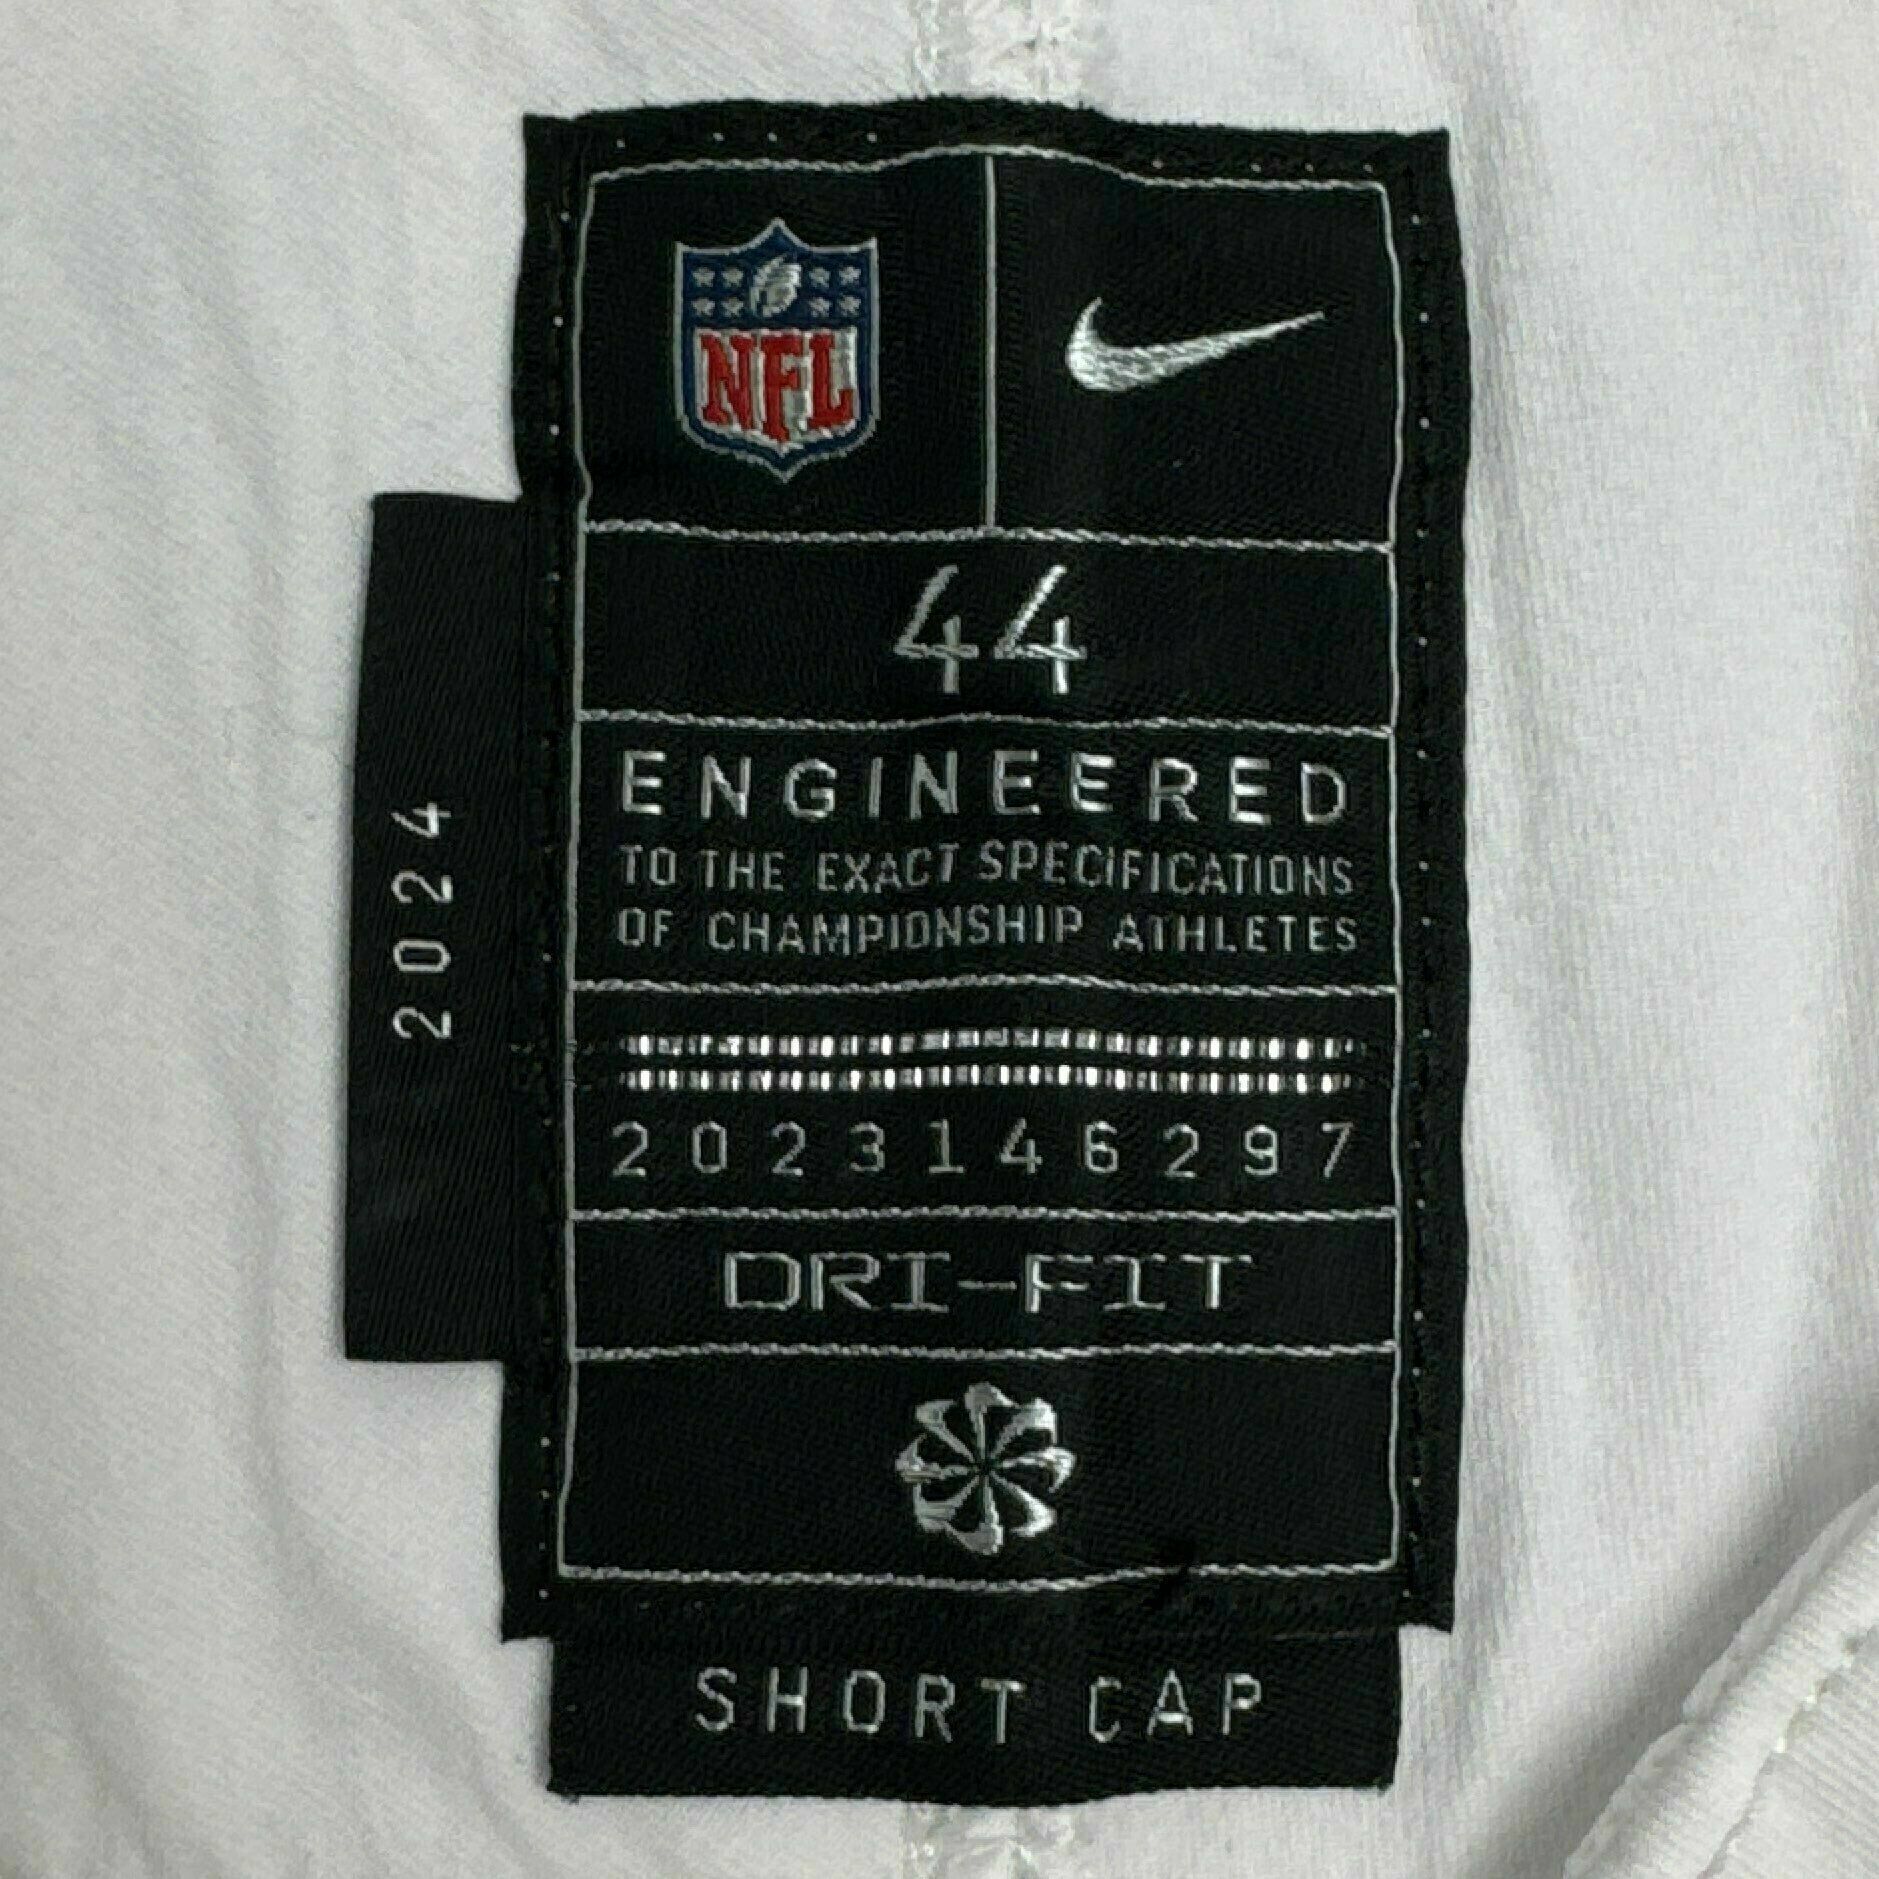 NFL
44
ENGINEERED
TO THE EXACT SPECIFICATIONS
OF CHAMPIONSHIP ATHLETES
2023146297
DRI-FIT
SHORT CAP
2024